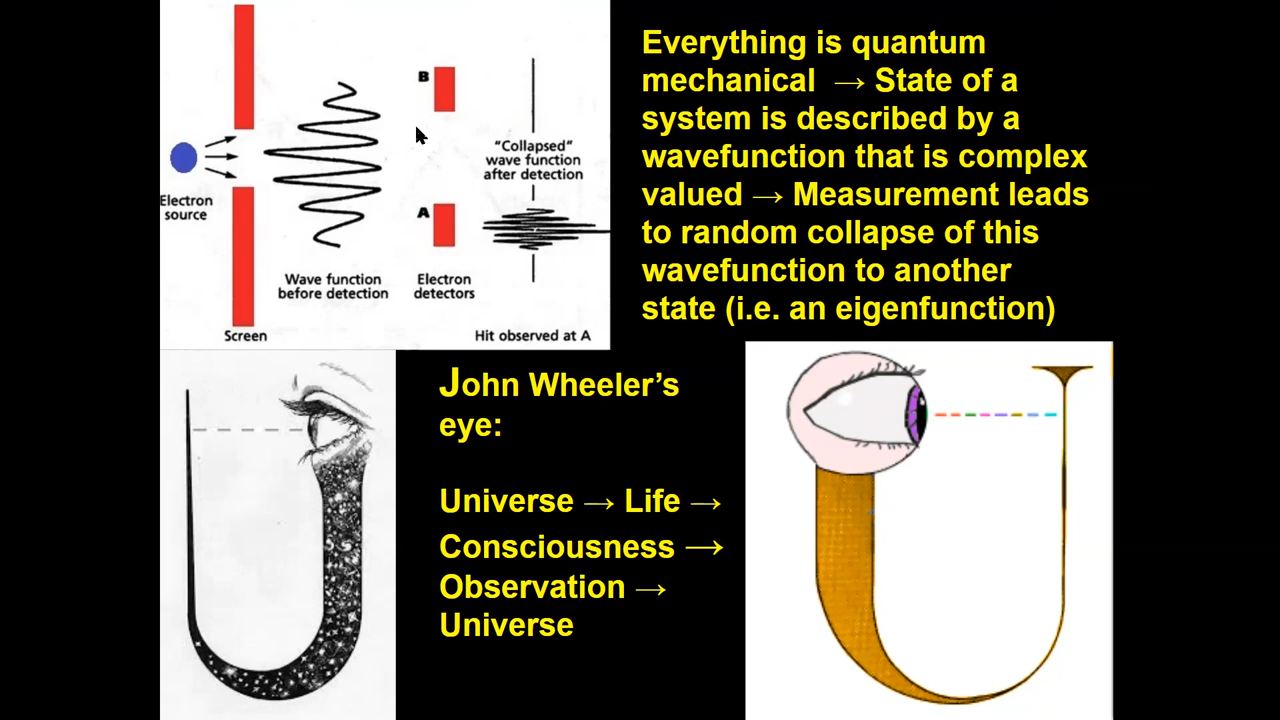 B
"Collapsed"
wave function
after detection
Electron
source
A
Wave function
before detection
Electron
detectors
Screen
Hit observed at A
Everything is quantum
mechanical → State of a
system is described by a
wavefunction that is complex
valued → Measurement leads
to random collapse of this
wavefunction to another
state (i.e. an eigenfunction)
John Wheeler’s
eye:
Universe → Life →
Consciousness →
Observation →
Universe